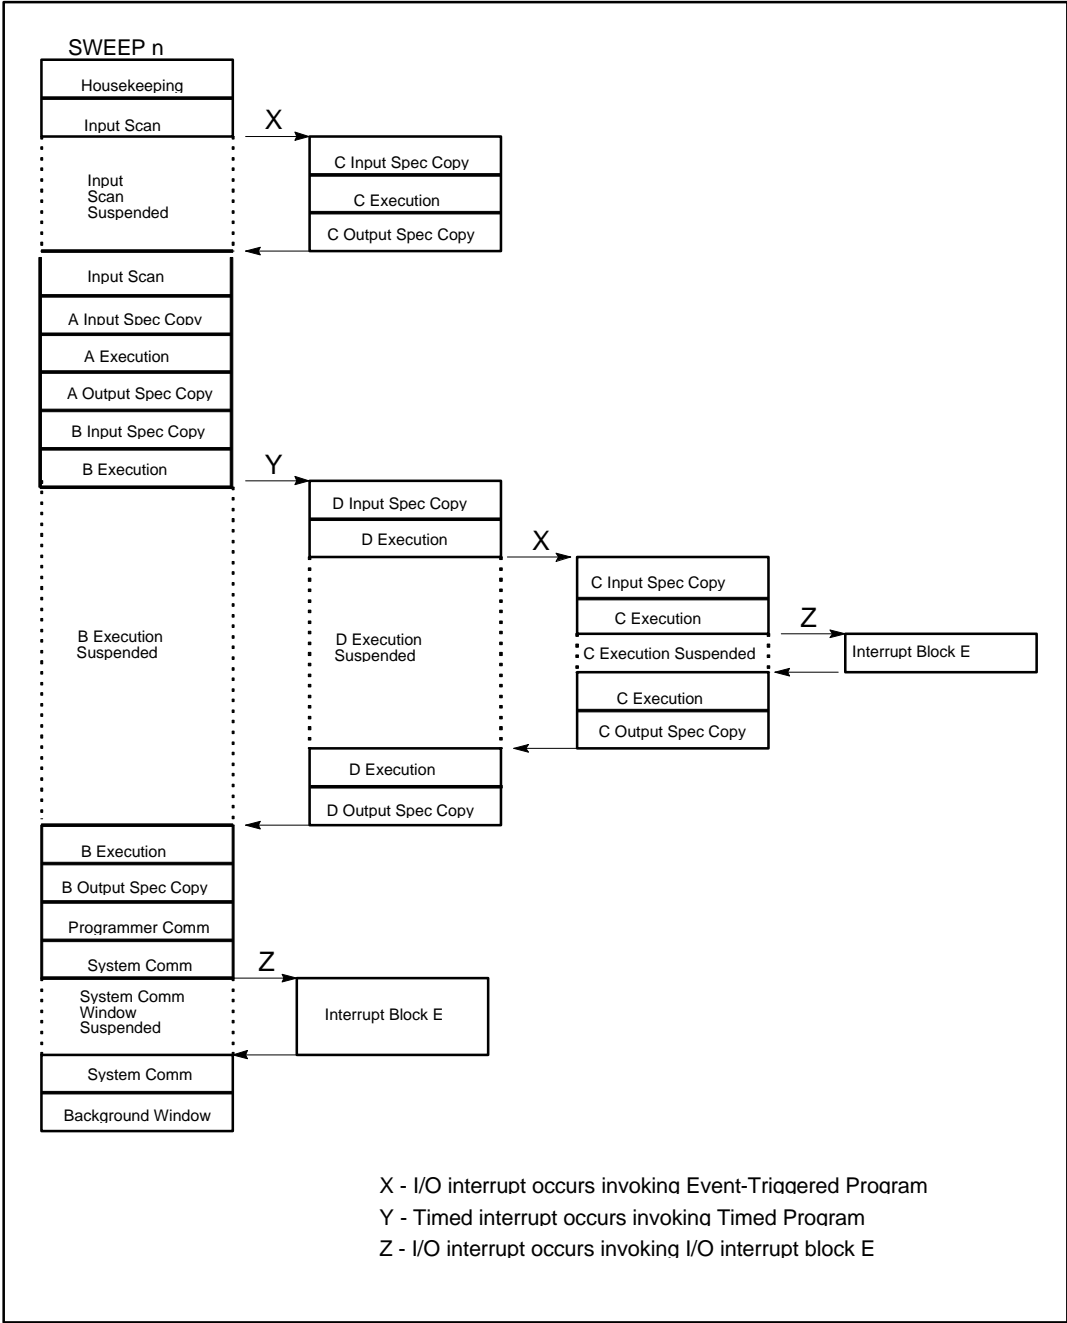 SWEEP n
Housekeeping
Input Scan
X
C Input Spec Copy
Input
Scan
Suspended
C Execution
C Output Spec Copy
Input Scan
A Input Spec Copy
A Execution
A Output Spec Copy
B Input Spec Copy
B Execution
Y
D Input Spec Copy
D Execution
X
C Input Spec Copy
C Execution
Z
B Execution
Suspended
D Execution
Suspended
C Execution Suspended
Interrupt Block E
C Execution
C Output Spec Copy
D Execution
D Output Spec Copy
B Execution
B Output Spec Copy
Programmer Comm
System Comm
Z
System Comm
Window
Suspended
Interrupt Block E
System Comm
Background Window
X - I/O interrupt occurs invoking Event-Triggered Program
Y - Timed interrupt occurs invoking Timed Program
Z - I/O interrupt occurs invoking I/O interrupt block E